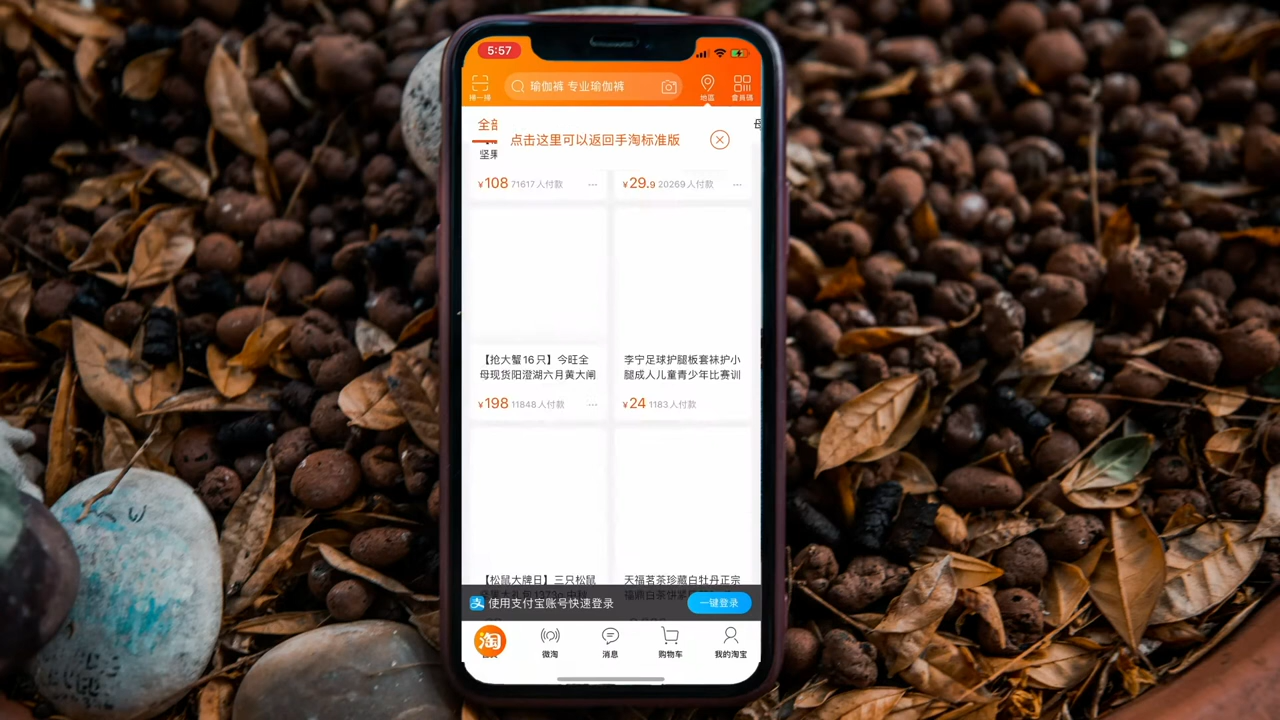 5:57
瑜伽裤 专业瑜伽裤
扫一扫
地區
會員碼
全部
点击这里可以返回手淘标准版
坚果
¥108 71617人付款
¥29.9 20269人付款
【抢大蟹16只】今旺全
母现货阳澄湖六月黄大闸
李宁足球护腿板套袜护小
腿成人儿童青少年比赛训
¥198 11848人付款
¥24 1183人付款
【松鼠大牌日】三只松鼠
天福茗茶珍藏白牡丹正宗
使用支付宝账号快速登录
一键登录
淘
微淘
消息
购物车
我的淘宝